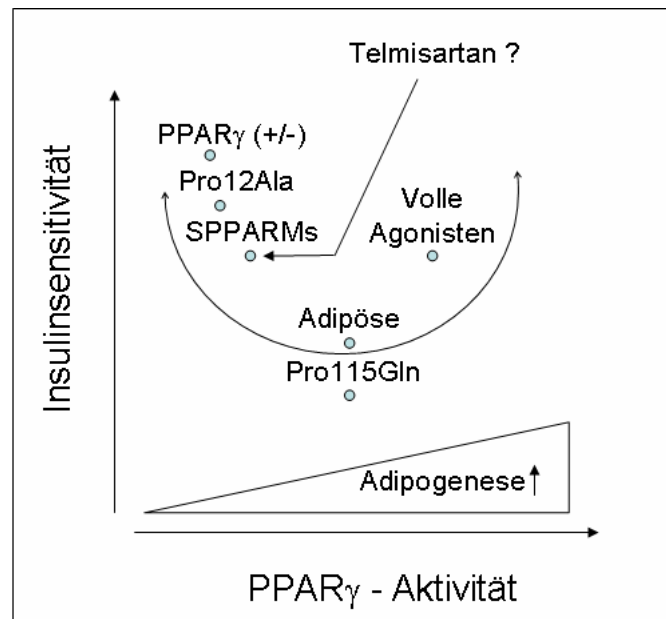 Telmisartan ?
PPARγ (+/-)
Pro12Ala
SPPARMs
Volle
Agonisten
Adipöse
Pro115Gln
Adipogenese
Insulinsensitivität
PPARγ - Aktivität